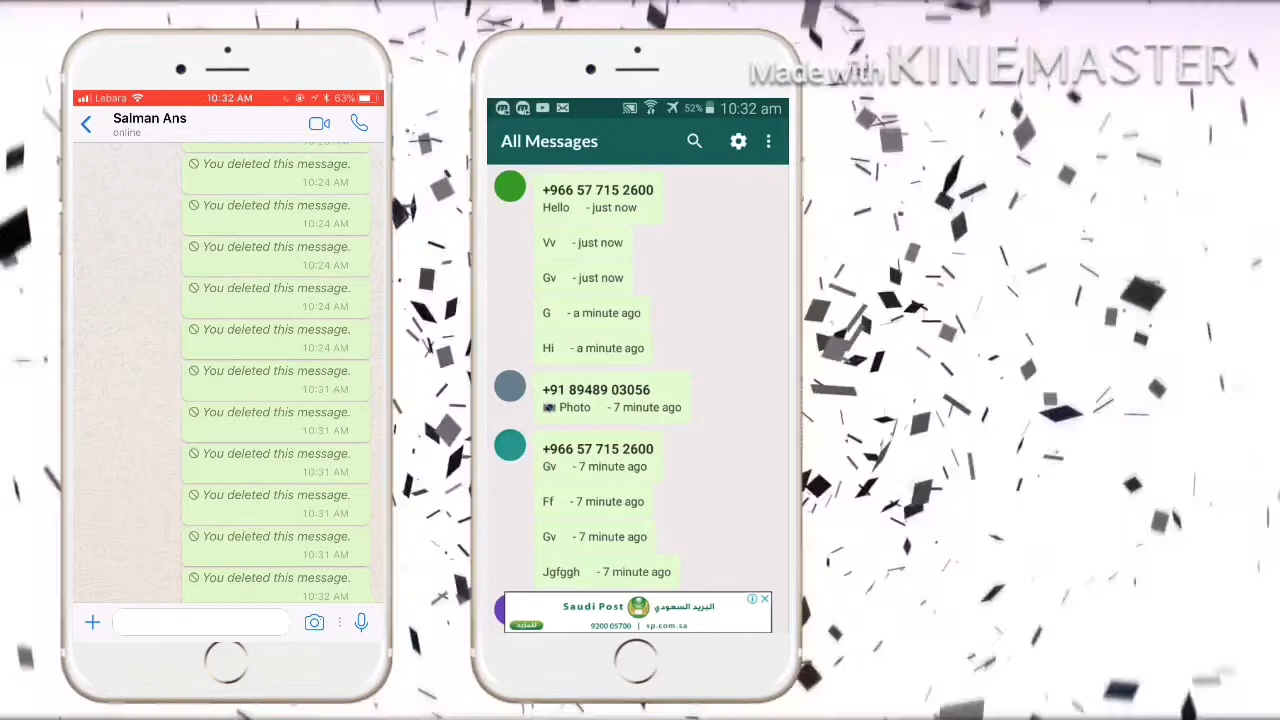 Made with KINEMASTER
Lebara 10:32 AM 63%
Salman Ans
online
You deleted this message.
10:24 AM
You deleted this message.
10:24 AM
You deleted this message.
10:24 AM
You deleted this message.
10:24 AM
You deleted this message.
10:24 AM
You deleted this message.
10:31 AM
You deleted this message.
10:31 AM
You deleted this message.
10:31 AM
You deleted this message.
10:31 AM
You deleted this message.
10:31 AM
You deleted this message.
10:32 AM
52% 10:32 am
All Messages
+966 57 715 2600
Hello - just now
Vv - just now
Gv - just now
G - a minute ago
Hi - a minute ago
+91 89489 03056
Photo - 7 minute ago
+966 57 715 2600
Gv - 7 minute ago
Ff - 7 minute ago
Gv - 7 minute ago
Jgfggh - 7 minute ago
Saudi Post البريد السعودي
للمزيد
9200 05700 | sp.com.sa